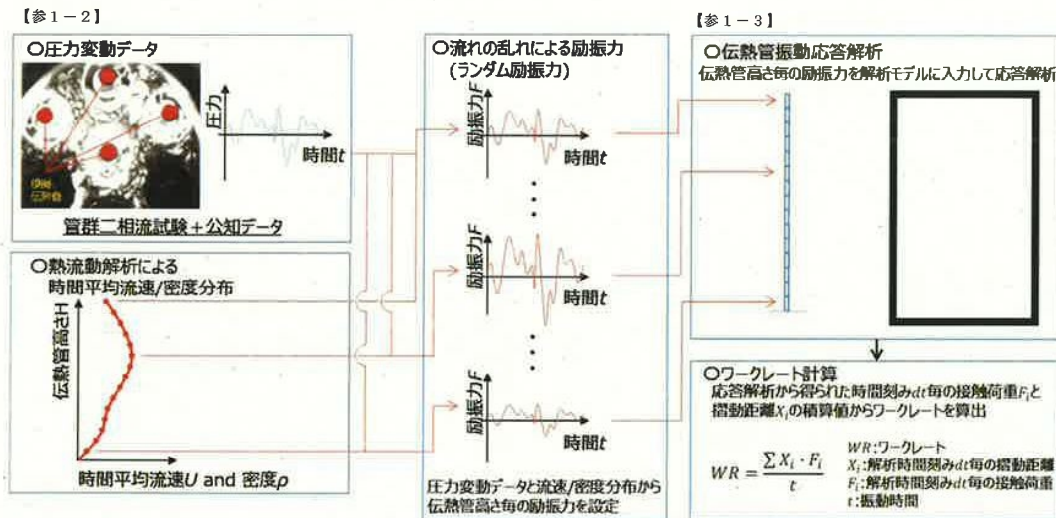 【参1-2】
○圧力変動データ
圧力
時間t
管群二相流試験+公知データ
○熱流動解析による
時間平均流速/密度分布
伝熱管高さH
時間平均流速U and 密度ρ
○流れの乱れによる励振力
(ランダム励振力)
励振力F
時間t
励振力F
時間t
励振力F
時間t
圧力変動データと流速/密度分布から
伝熱管高さ毎の励振力を設定
【参1-3】
○伝熱管振動応答解析
伝熱管高さ毎の励振力を解析モデルに入力して応答解析
○ワークレート計算
応答解析から得られた時間刻みdt毎の接触荷重Fᵢと
摺動距離Xᵢの積算値からワークレートを算出
WR = ∑ Xᵢ · Fᵢ / t
WR:ワークレート
Xᵢ:解析時間刻みdt毎の摺動距離
Fᵢ:解析時間刻みdt毎の接触荷重
t:振動時間